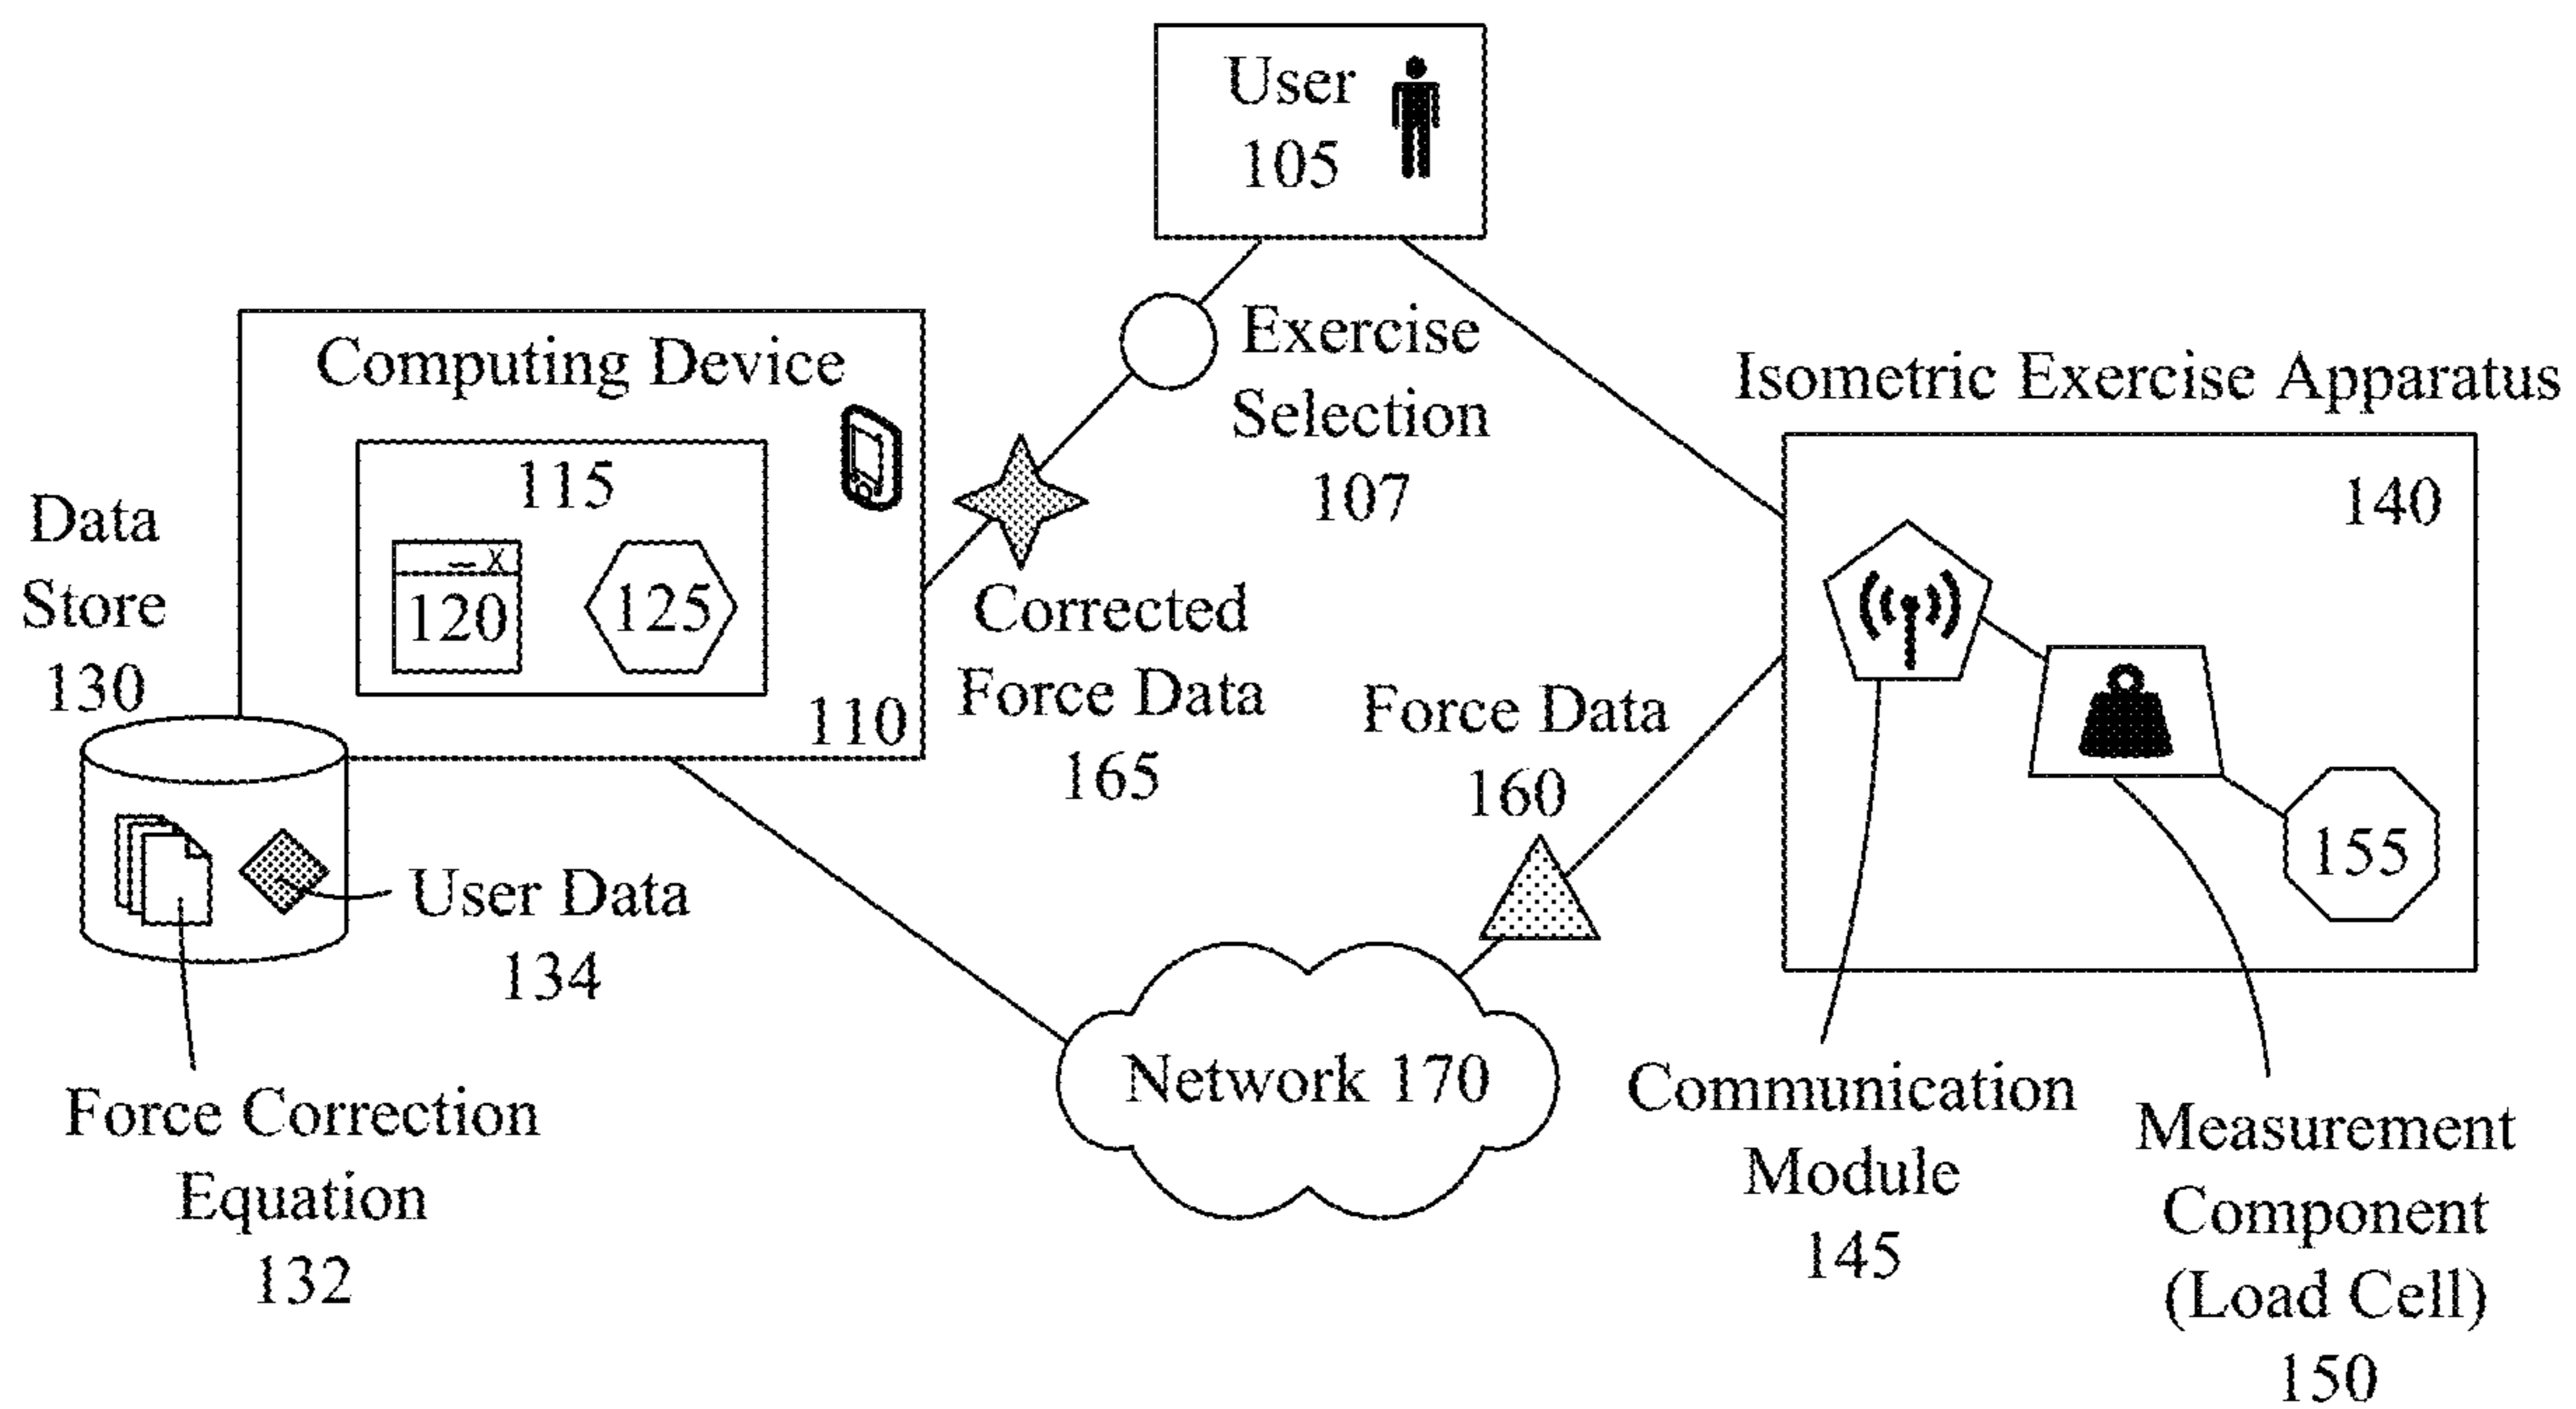 User
105
Exercise
Selection
107
Computing Device
115
_ X
120
125
110
Data
Store
130
Corrected
Force Data
165
User Data
134
Force Correction
Equation
132
Force Data
160
Network 170
Isometric Exercise Apparatus
140
155
Communication
Module
145
Measurement
Component
(Load Cell)
150